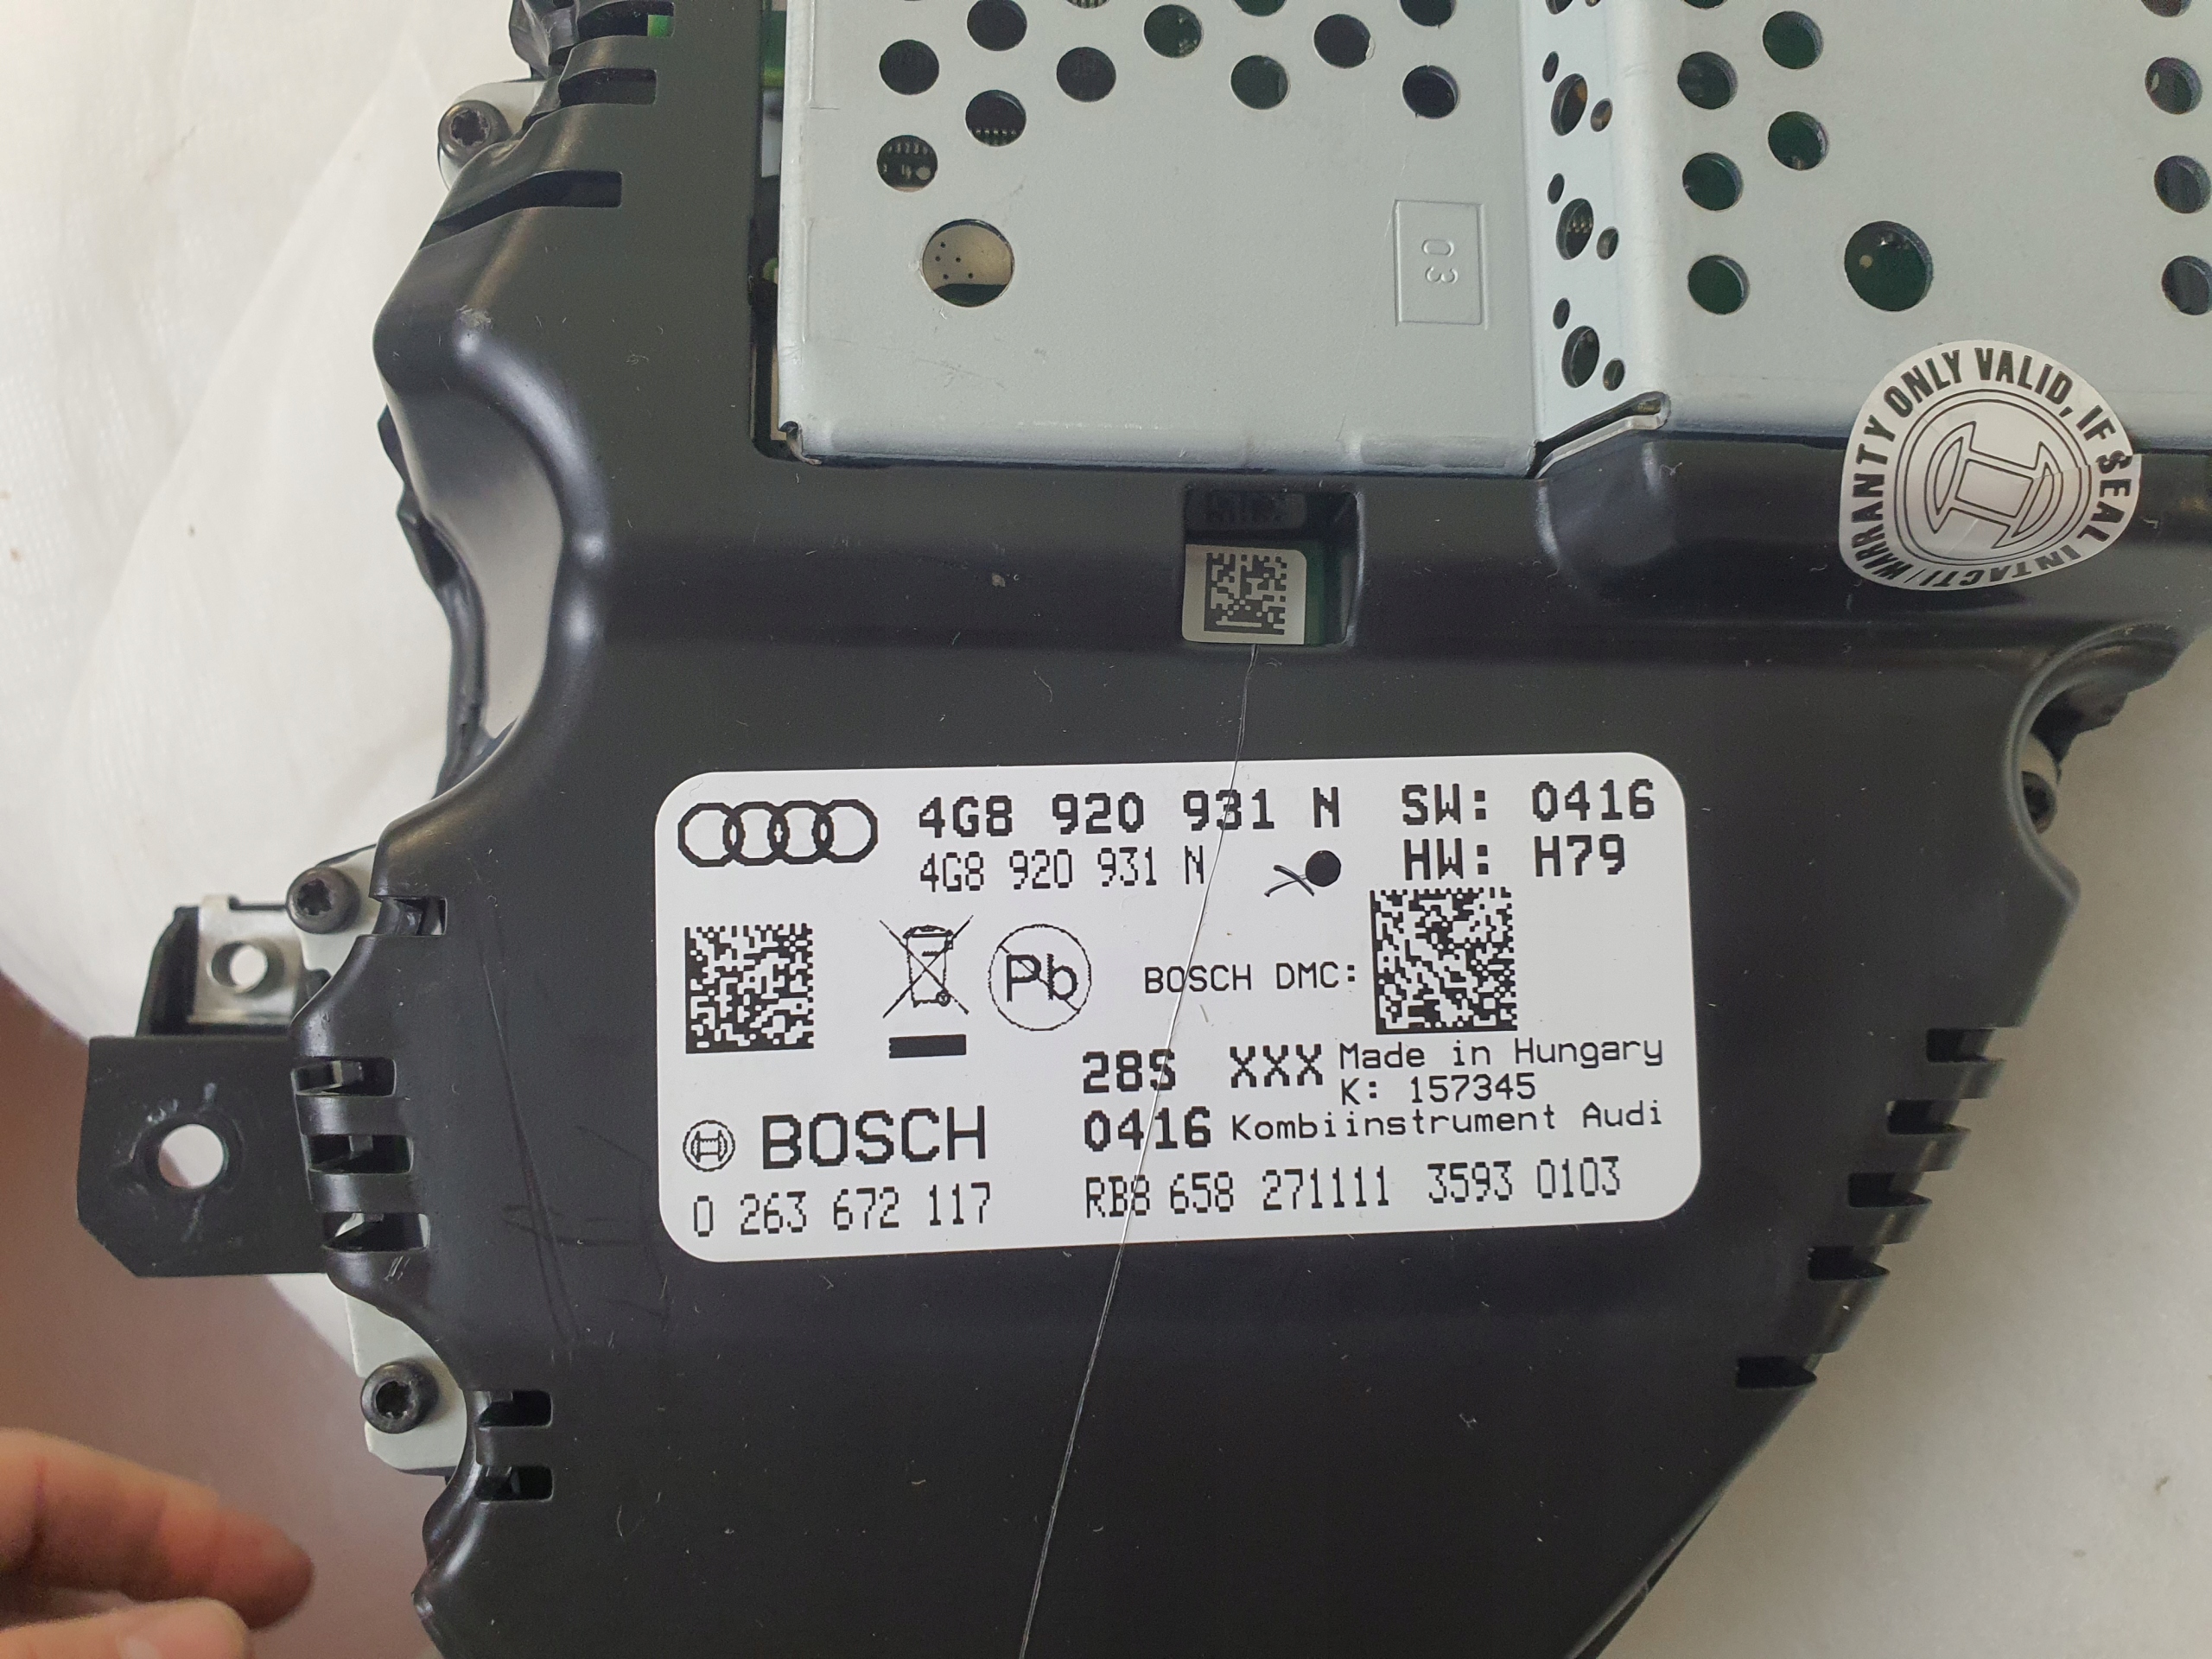 03
WARRANTY ONLY VALID, IF SEAL INTACT! /
4G8 920 931 N SW: 0416
4G8 920 931 N HW: H79
Pb
BOSCH DMC:
28S XXX Made in Hungary
K: 157345
BOSCH 0416 Kombiinstrument Audi
0 263 672 117 RB8 658 271111 3593 0103